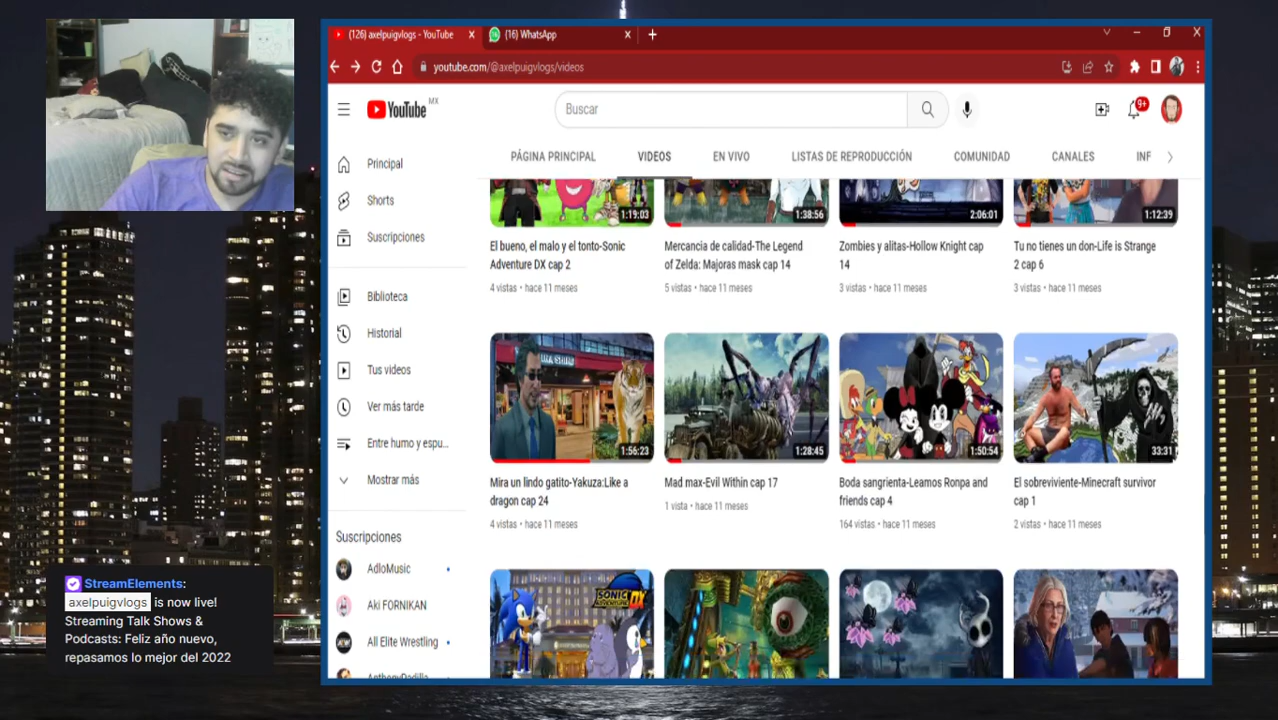 (126) axelpuigvlogs - YouTube
(16) WhatsApp
youtube.com/@axelpuigvlogs/videos
YouTube MX
Buscar
9+
PÁGINA PRINCIPAL VIDEOS EN VIVO LISTAS DE REPRODUCCIÓN COMUNIDAD CANALES INF
Principal
Shorts
Suscripciones
Biblioteca
Historial
Tus videos
Ver más tarde
Entre humo y espu...
Mostrar más
Suscripciones
AdloMusic
Aki FORNIKAN
All Elite Wrestling
AnthonyPadilla
1:19:03
El bueno, el malo y el tonto-Sonic
Adventure DX cap 2
4 vistas • hace 11 meses
1:38:56
Mercancia de calidad-The Legend
of Zelda: Majoras mask cap 14
5 vistas • hace 11 meses
2:06:01
Zombies y alitas-Hollow Knight cap
14
3 vistas • hace 11 meses
1:12:39
Tu no tienes un don-Life is Strange
2 cap 6
3 vistas • hace 11 meses
1:56:23
Mira un lindo gatito-Yakuza:Like a
dragon cap 24
4 vistas • hace 11 meses
1:28:45
Mad max-Evil Within cap 17
1 vista • hace 11 meses
1:50:54
Boda sangrienta-Leamos Ronpa and
friends cap 4
164 vistas • hace 11 meses
33:31
El sobreviviente-Minecraft survivor
cap 1
2 vistas • hace 11 meses
SONIC
ADVENTURE DX
StreamElements:
axelpuigvlogs is now live!
Streaming Talk Shows &
Podcasts: Feliz año nuevo,
repasamos lo mejor del 2022